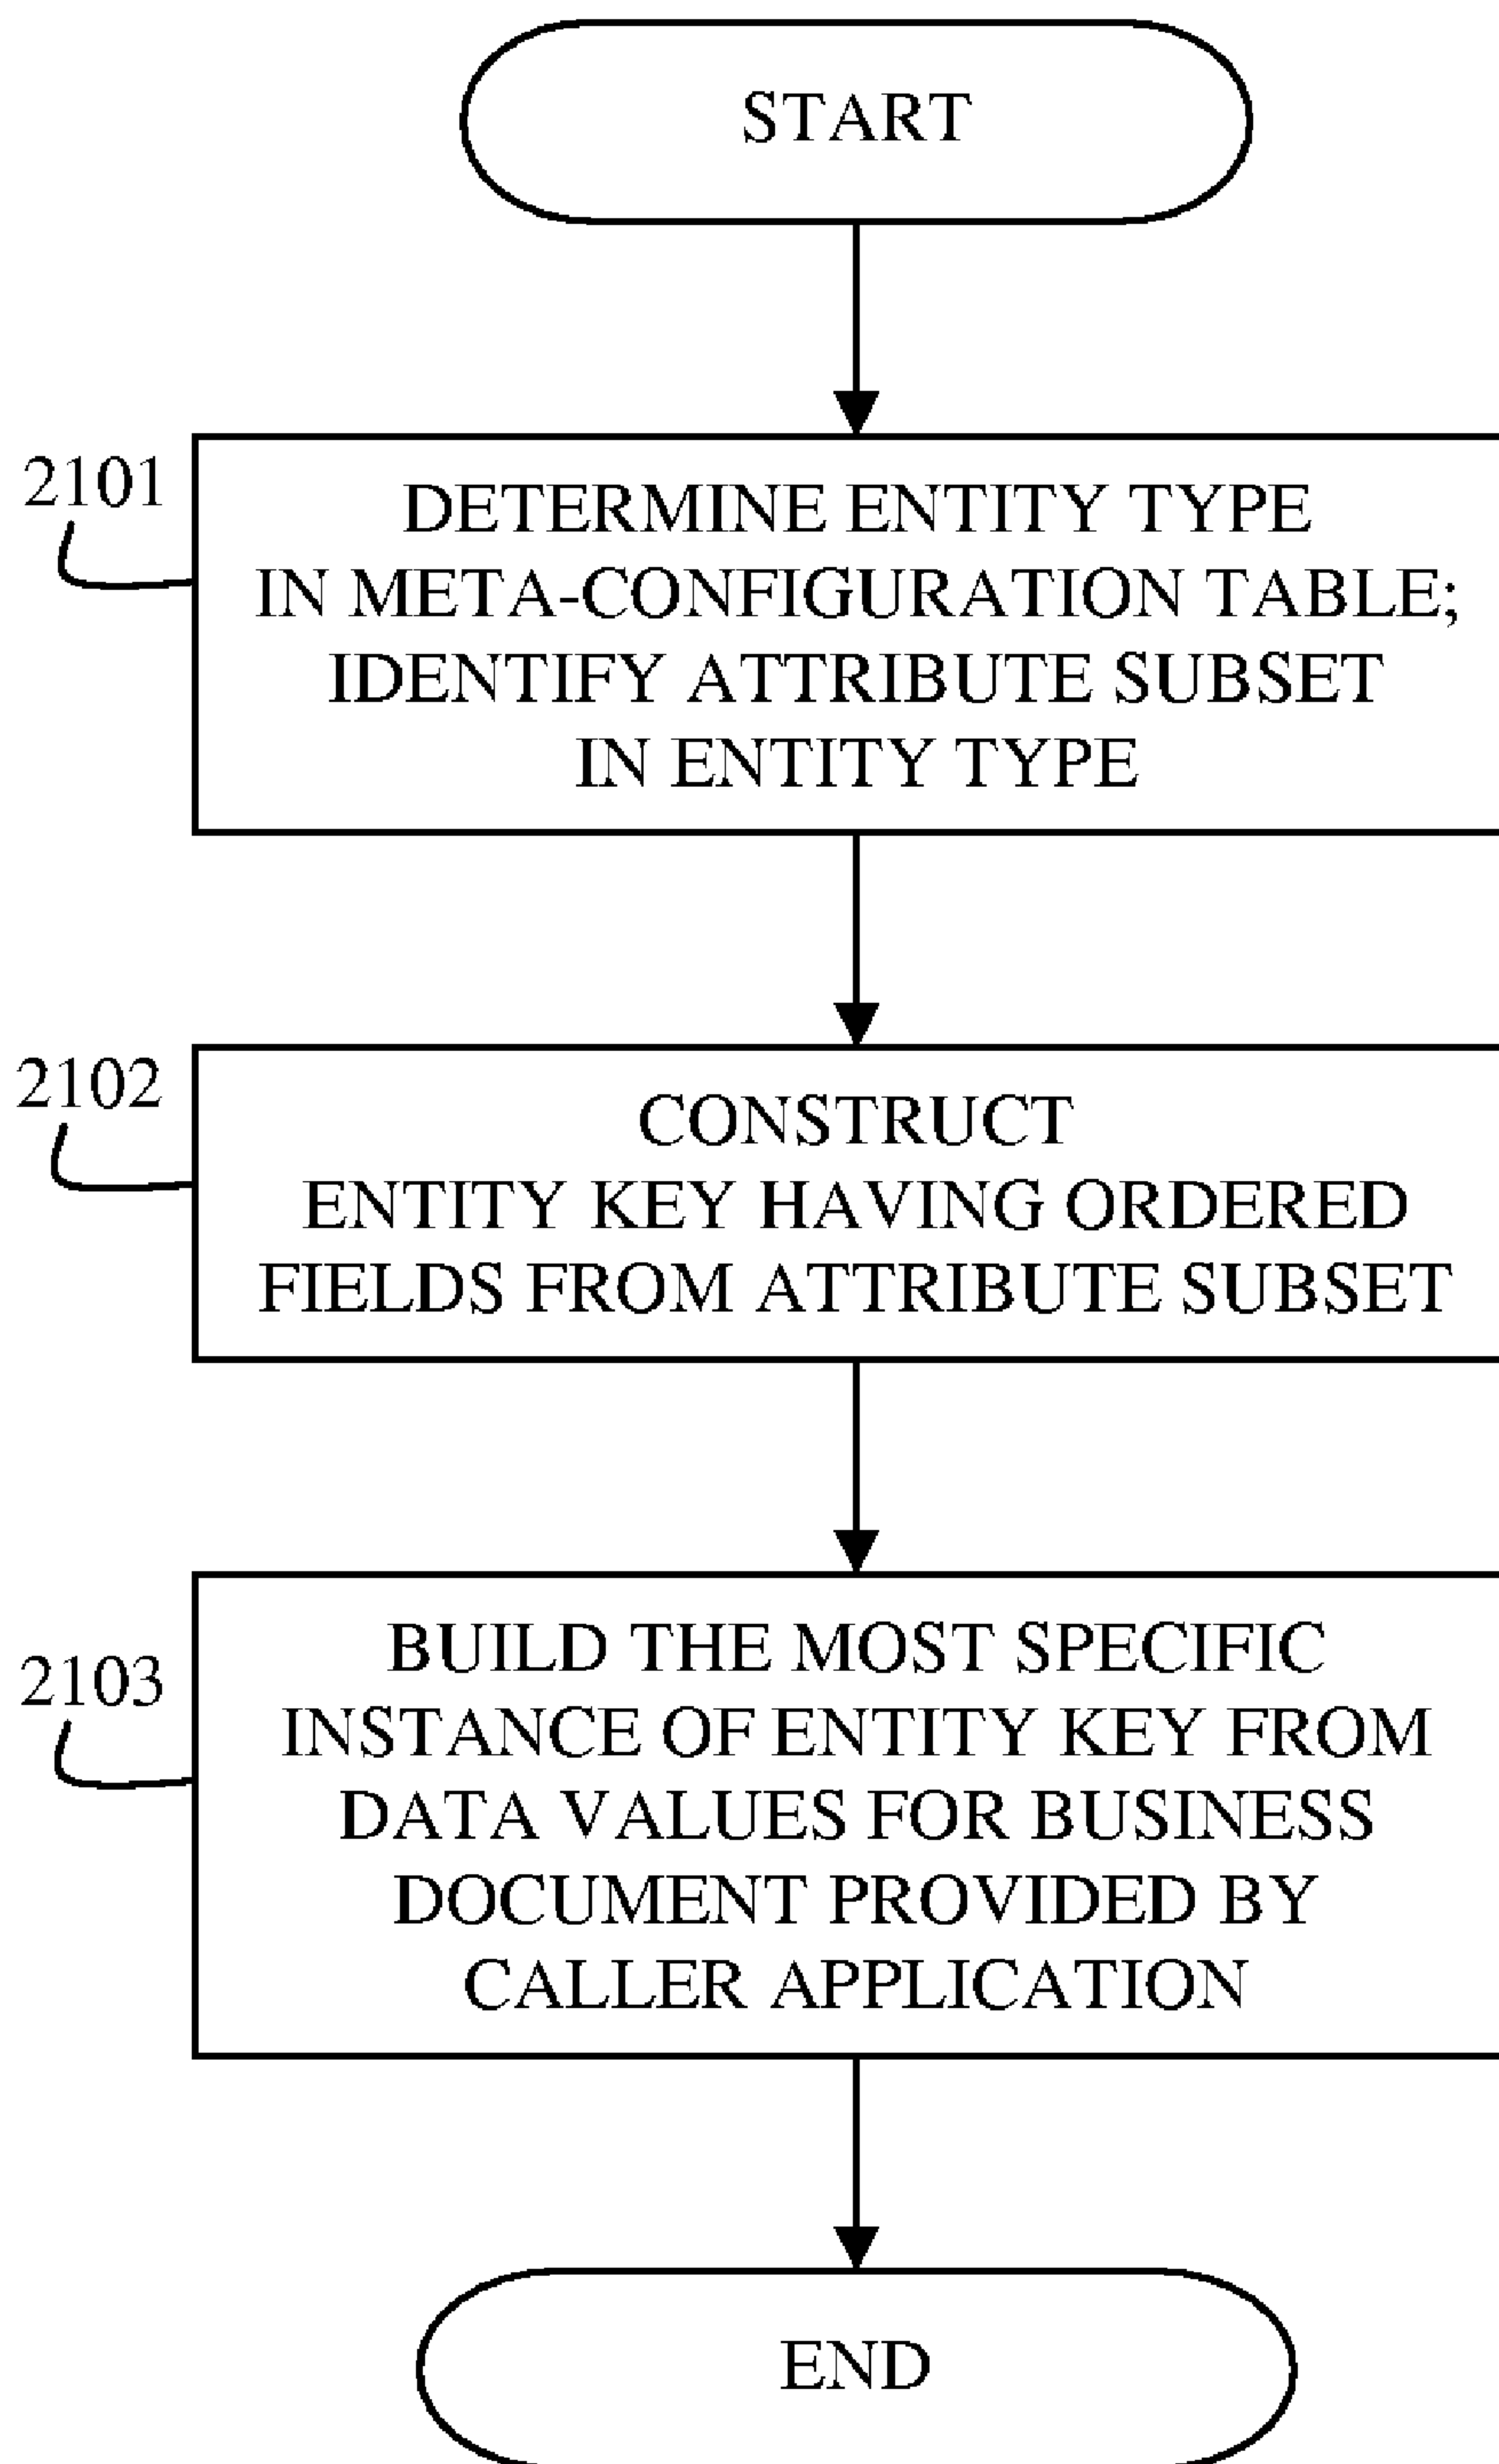 START
2101
DETERMINE ENTITY TYPE
IN META-CONFIGURATION TABLE;
IDENTIFY ATTRIBUTE SUBSET
IN ENTITY TYPE
2102
CONSTRUCT
ENTITY KEY HAVING ORDERED
FIELDS FROM ATTRIBUTE SUBSET
2103
BUILD THE MOST SPECIFIC
INSTANCE OF ENTITY KEY FROM
DATA VALUES FOR BUSINESS
DOCUMENT PROVIDED BY
CALLER APPLICATION
END